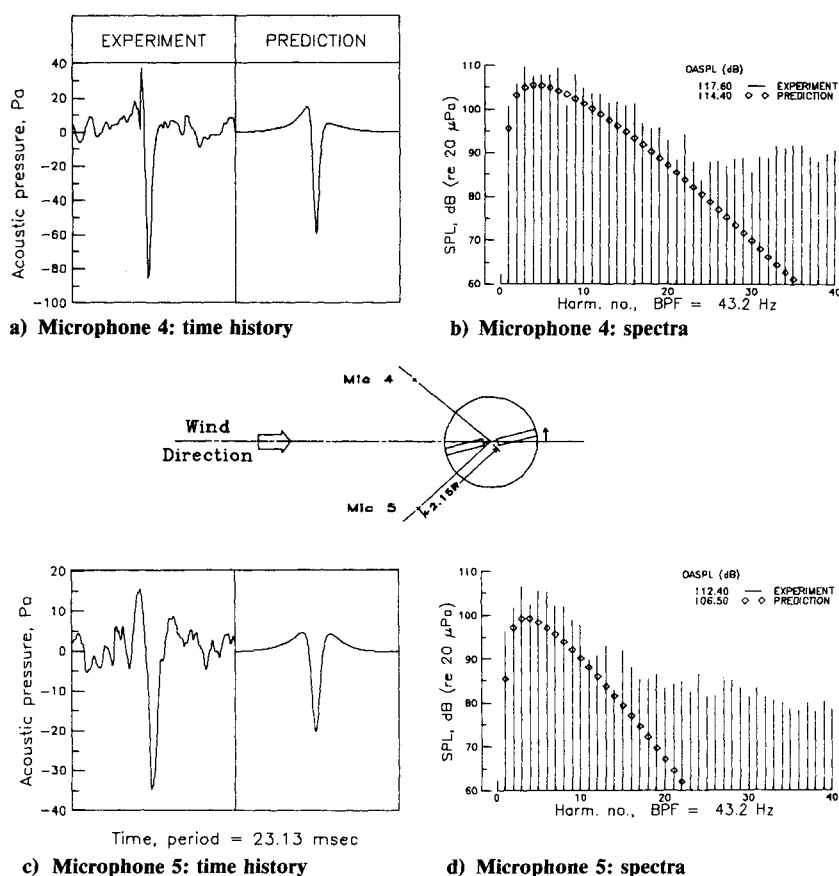 EXPERIMENT PREDICTION
Acoustic pressure, Pa
40
20
0
−20
−40
−60
−80
−100
a) Microphone 4: time history
SPL, dB (re 20 μPa)
110
100
90
80
70
60
OASPL (dB)
117.60 — EXPERIMENT
114.40 ◇ ◇ PREDICTION
0 10 20 30 40
Harm. no., BPF = 43.2 Hz
b) Microphone 4: spectra
Mic 4
Wind
Direction
Mic 5
2.15R
Acoustic pressure, Pa
20
10
0
−10
−20
−30
−40
Time, period = 23.13 msec
c) Microphone 5: time history
SPL, dB (re 20 μPa)
110
100
90
80
70
60
OASPL (dB)
112.40 — EXPERIMENT
106.50 ◇ ◇ PREDICTION
0 10 20 30 40
Harm. no., BPF = 43.2 Hz
d) Microphone 5: spectra